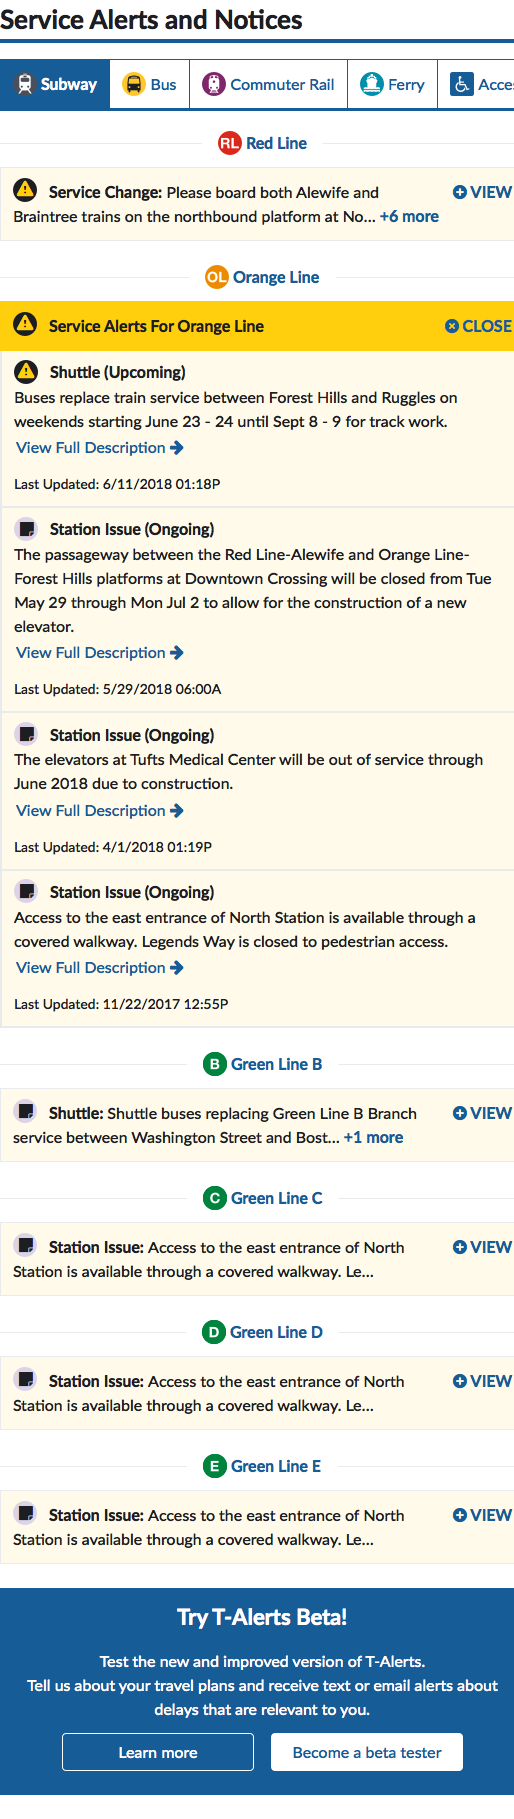 Service Alerts and Notices
Subway Bus Commuter Rail Ferry Acce
RL Red Line
Service Change: Please board both Alewife and VIEW
Braintree trains on the northbound platform at No... +6 more
OL Orange Line
Service Alerts For Orange Line CLOSE
Shuttle (Upcoming)
Buses replace train service between Forest Hills and Ruggles on
weekends starting June 23 - 24 until Sept 8 - 9 for track work.
View Full Description
Last Updated: 6/11/2018 01:18P
Station Issue (Ongoing)
The passageway between the Red Line-Alewife and Orange Line-
Forest Hills platforms at Downtown Crossing will be closed from Tue
May 29 through Mon Jul 2 to allow for the construction of a new
elevator.
View Full Description
Last Updated: 5/29/2018 06:00A
Station Issue (Ongoing)
The elevators at Tufts Medical Center will be out of service through
June 2018 due to construction.
View Full Description
Last Updated: 4/1/2018 01:19P
Station Issue (Ongoing)
Access to the east entrance of North Station is available through a
covered walkway. Legends Way is closed to pedestrian access.
View Full Description
Last Updated: 11/22/2017 12:55P
B Green Line B
Shuttle: Shuttle buses replacing Green Line B Branch VIEW
service between Washington Street and Bost... +1 more
C Green Line C
Station Issue: Access to the east entrance of North VIEW
Station is available through a covered walkway. Le...
D Green Line D
Station Issue: Access to the east entrance of North VIEW
Station is available through a covered walkway. Le...
E Green Line E
Station Issue: Access to the east entrance of North VIEW
Station is available through a covered walkway. Le...
Try T-Alerts Beta!
Test the new and improved version of T-Alerts.
Tell us about your travel plans and receive text or email alerts about
delays that are relevant to you.
Learn more Become a beta tester